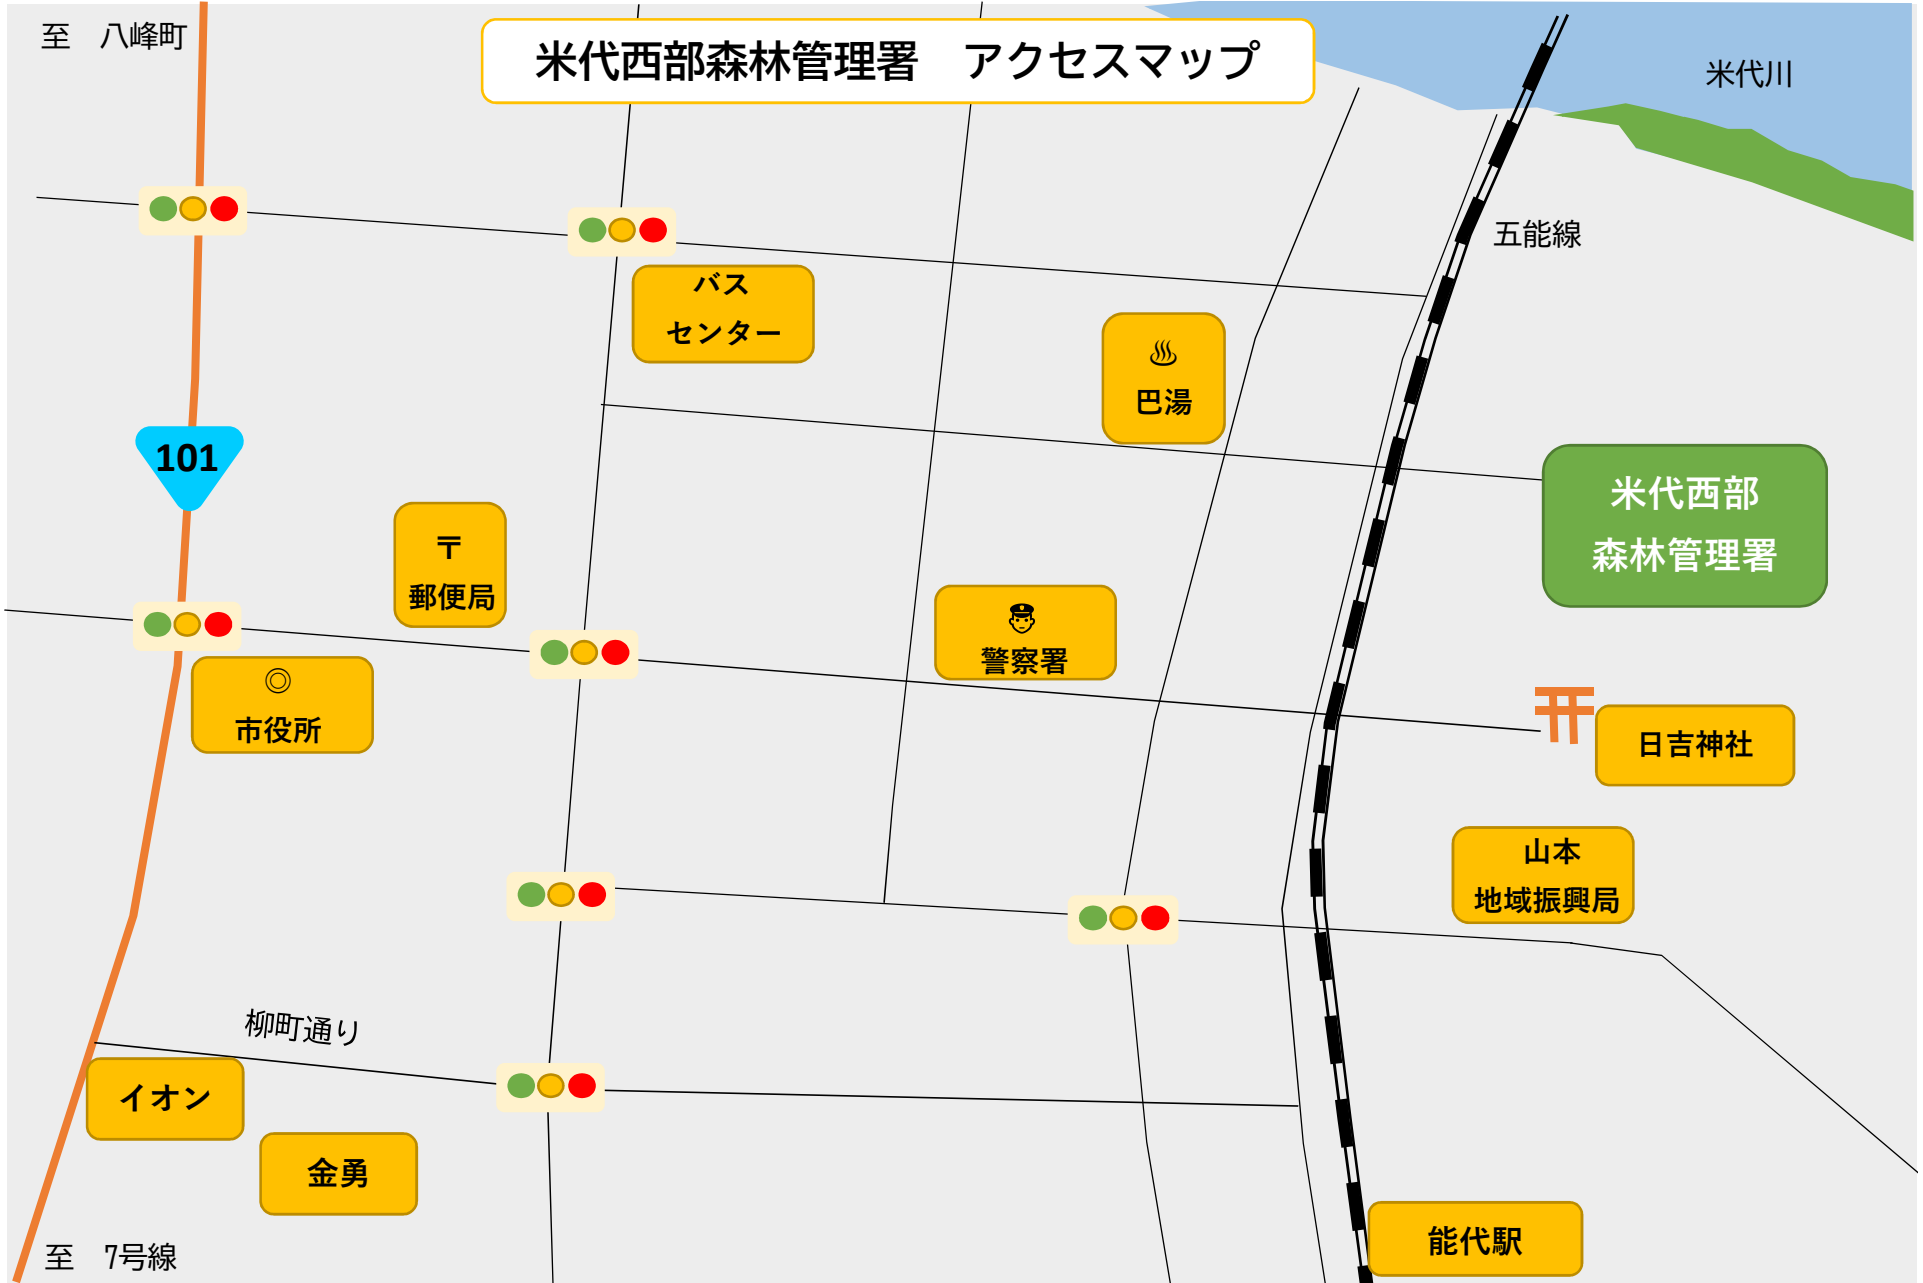 至　八峰町
米代西部森林管理署　アクセスマップ
米代川
五能線
バス
センター
♨
巴湯
101
米代西部
森林管理署
〒
郵便局
警察署
◎
市役所
日吉神社
山本
地域振興局
柳町通り
イオン
金勇
能代駅
至　7号線